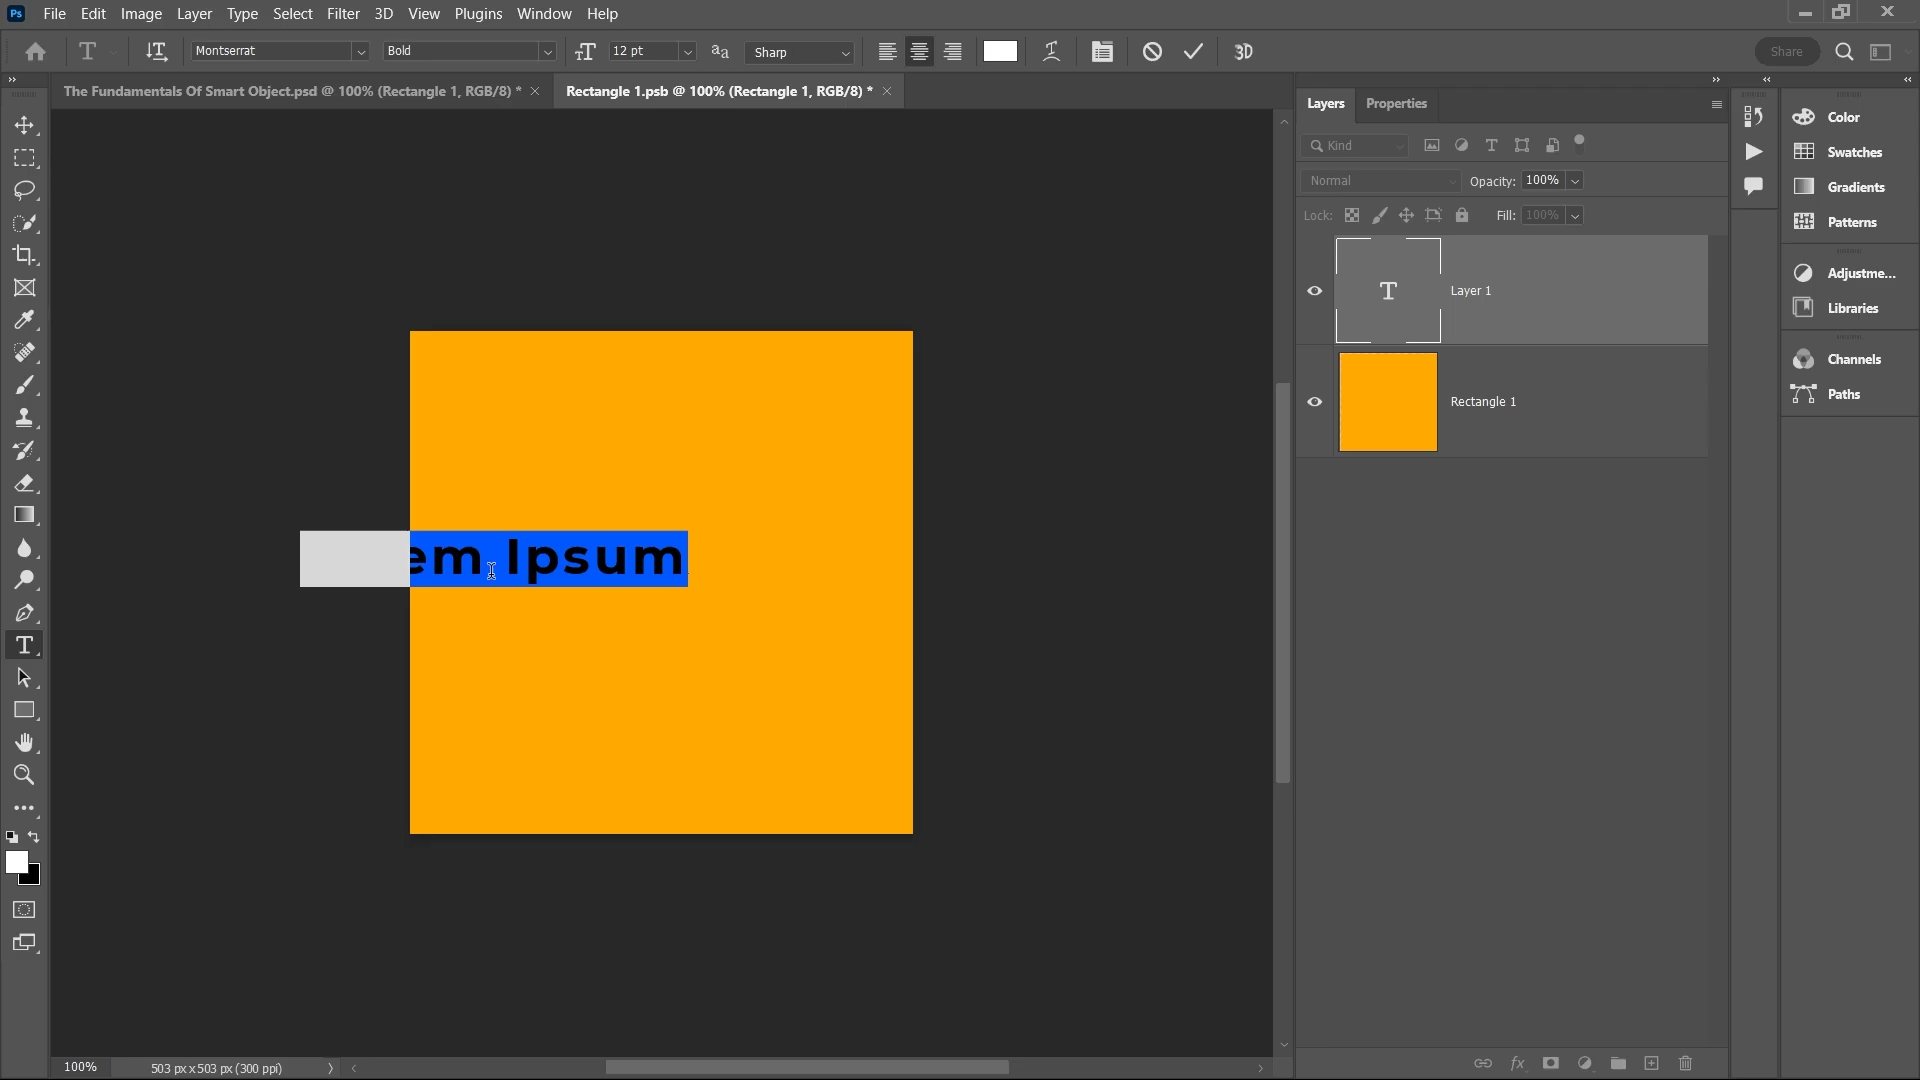 Ps File Edit Image Layer Type Select Filter 3D View Plugins Window Help
T Montserrat Bold 12 pt Sharp 3D Share
The Fundamentals Of Smart Object.psd @ 100% (Rectangle 1, RGB/8) *
Rectangle 1.psb @ 100% (Rectangle 1, RGB/8) *
Layers
Properties
Kind
Normal
Opacity: 100%
Lock:
Fill: 100%
T Layer 1
Rectangle 1
Color
Swatches
Gradients
Patterns
Adjustme...
Libraries
Channels
Paths
em Ipsum
100%
503 px x 503 px (300 ppi)
fx